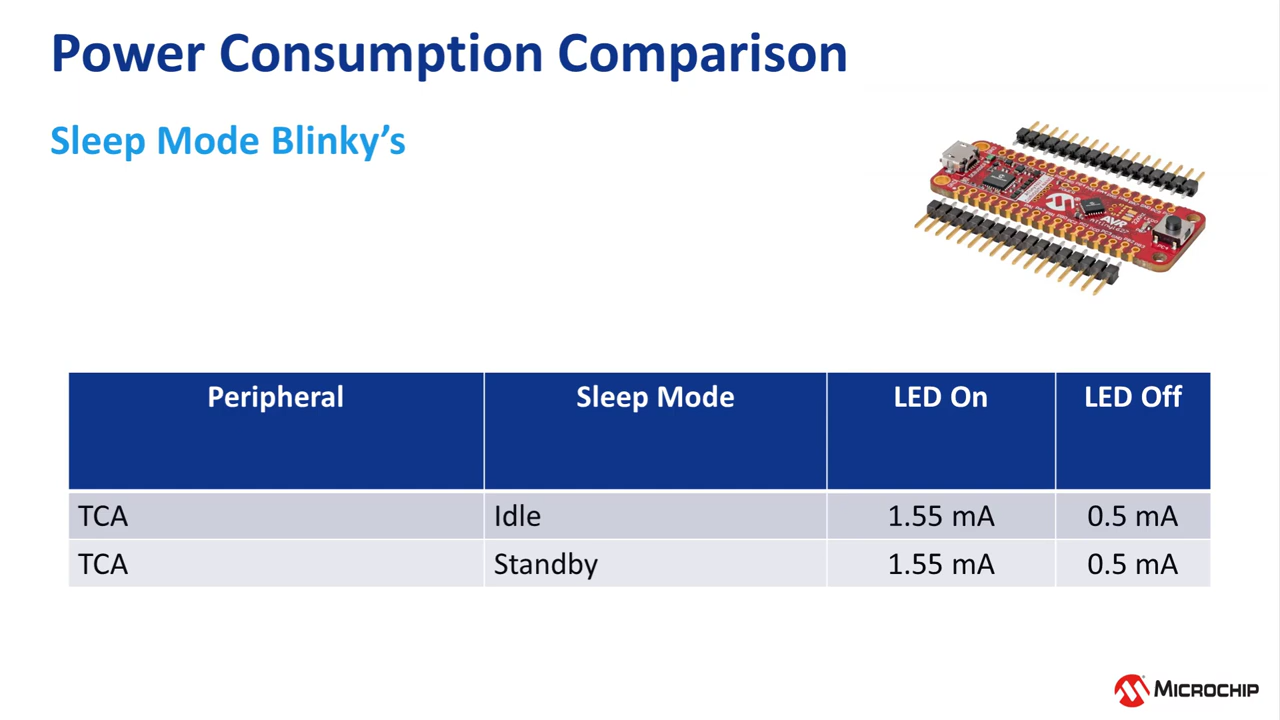 Power Consumption Comparison
Sleep Mode Blinky’s
AVR
Peripheral Sleep Mode LED On LED Off
TCA Idle 1.55 mA 0.5 mA
TCA Standby 1.55 mA 0.5 mA
MICROCHIP